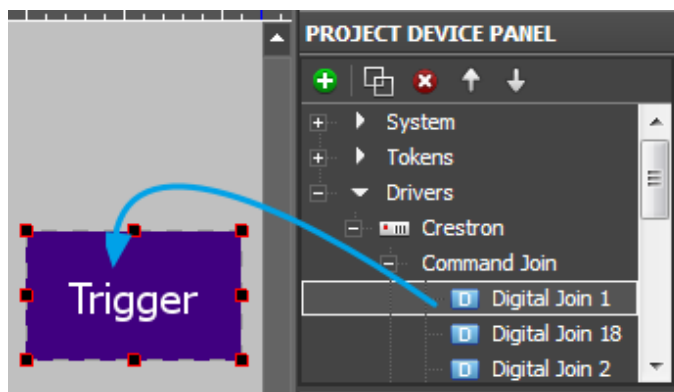 PROJECT DEVICE PANEL
System
Tokens
Drivers
Crestron
Command Join
D Digital Join 1
D Digital Join 18
D Digital Join 2
Trigger